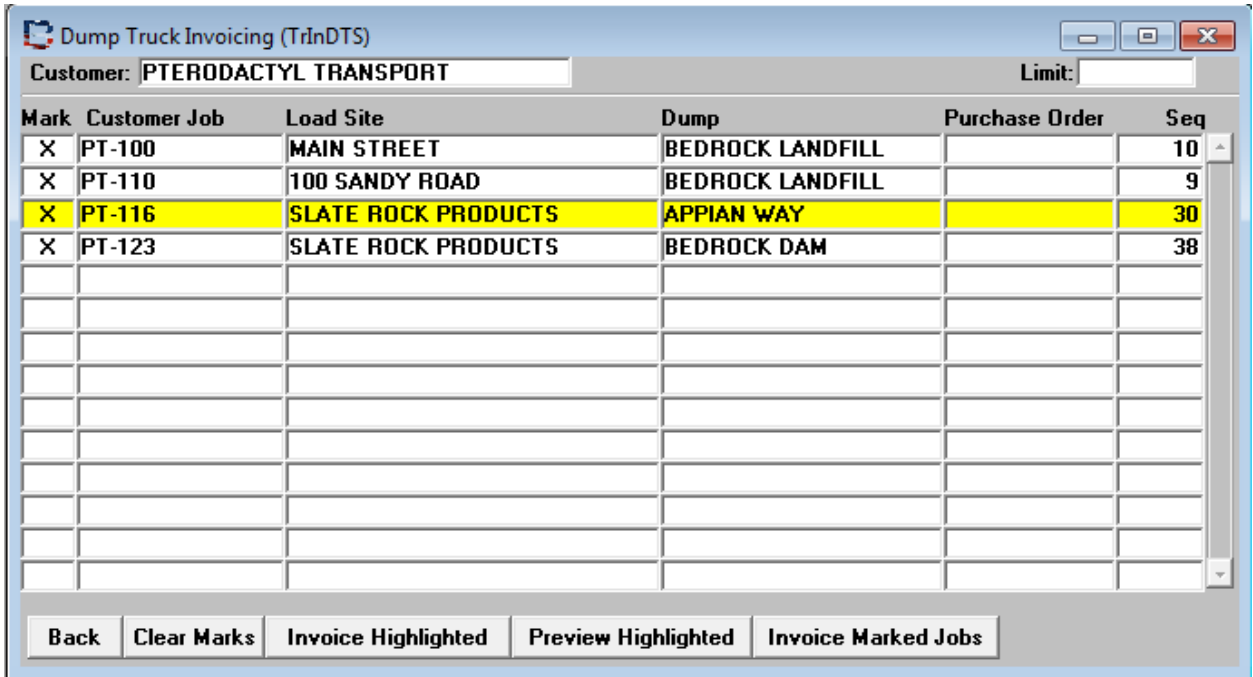 Dump Truck Invoicing (TrInDTS)
Customer: PTERODACTYL TRANSPORT Limit:
Mark Customer Job Load Site Dump Purchase Order Seq
X PT-100 MAIN STREET BEDROCK LANDFILL 10
X PT-110 100 SANDY ROAD BEDROCK LANDFILL 9
X PT-116 SLATE ROCK PRODUCTS APPIAN WAY 30
X PT-123 SLATE ROCK PRODUCTS BEDROCK DAM 38
Back Clear Marks Invoice Highlighted Preview Highlighted Invoice Marked Jobs